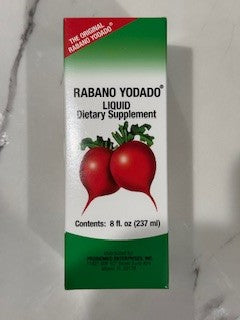 THE ORIGINAL
RABANO YODADO®
RABANO YODADO®
LIQUID
Dietary Supplement
Contents: 8 fl. oz (237 ml)